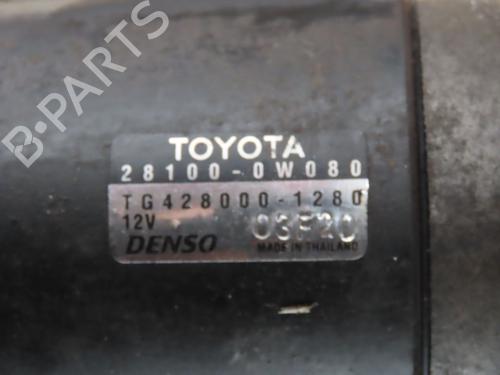 B-PARTS
TOYOTA
28100-0W080
TG428000-1280
12V 03F20
DENSO MADE IN THAILAND